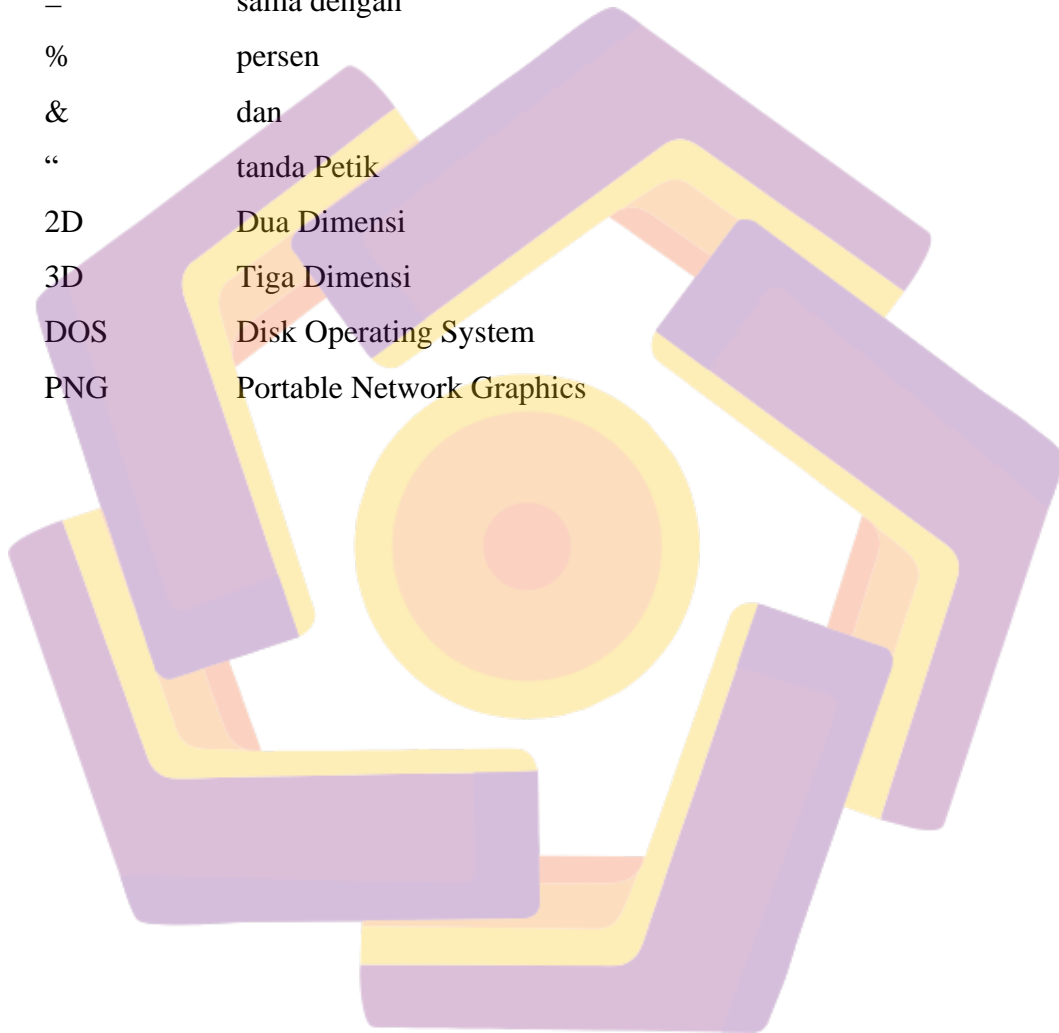 = sama dengan
% persen
& dan
“ tanda Petik
2D Dua Dimensi
3D Tiga Dimensi
DOS Disk Operating System
PNG Portable Network Graphics